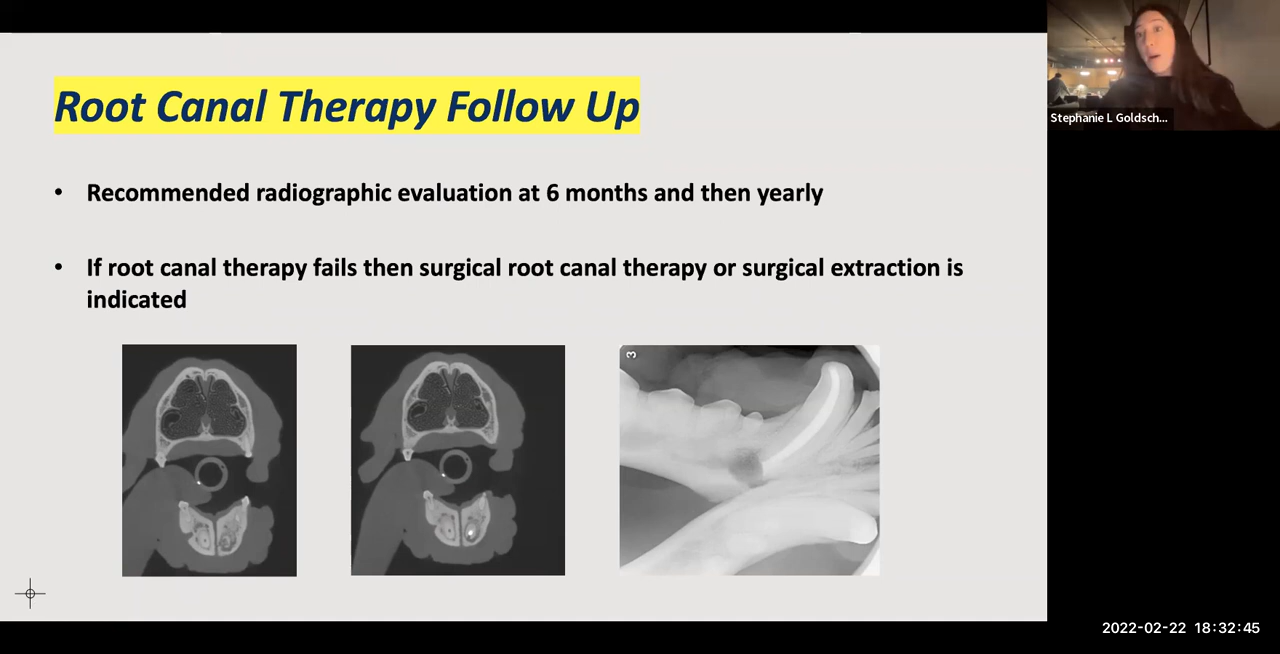 Root Canal Therapy Follow Up
Stephanie L Goldsch...
• Recommended radiographic evaluation at 6 months and then yearly
• If root canal therapy fails then surgical root canal therapy or surgical extraction is
indicated
3
2022-02-22 18:32:45